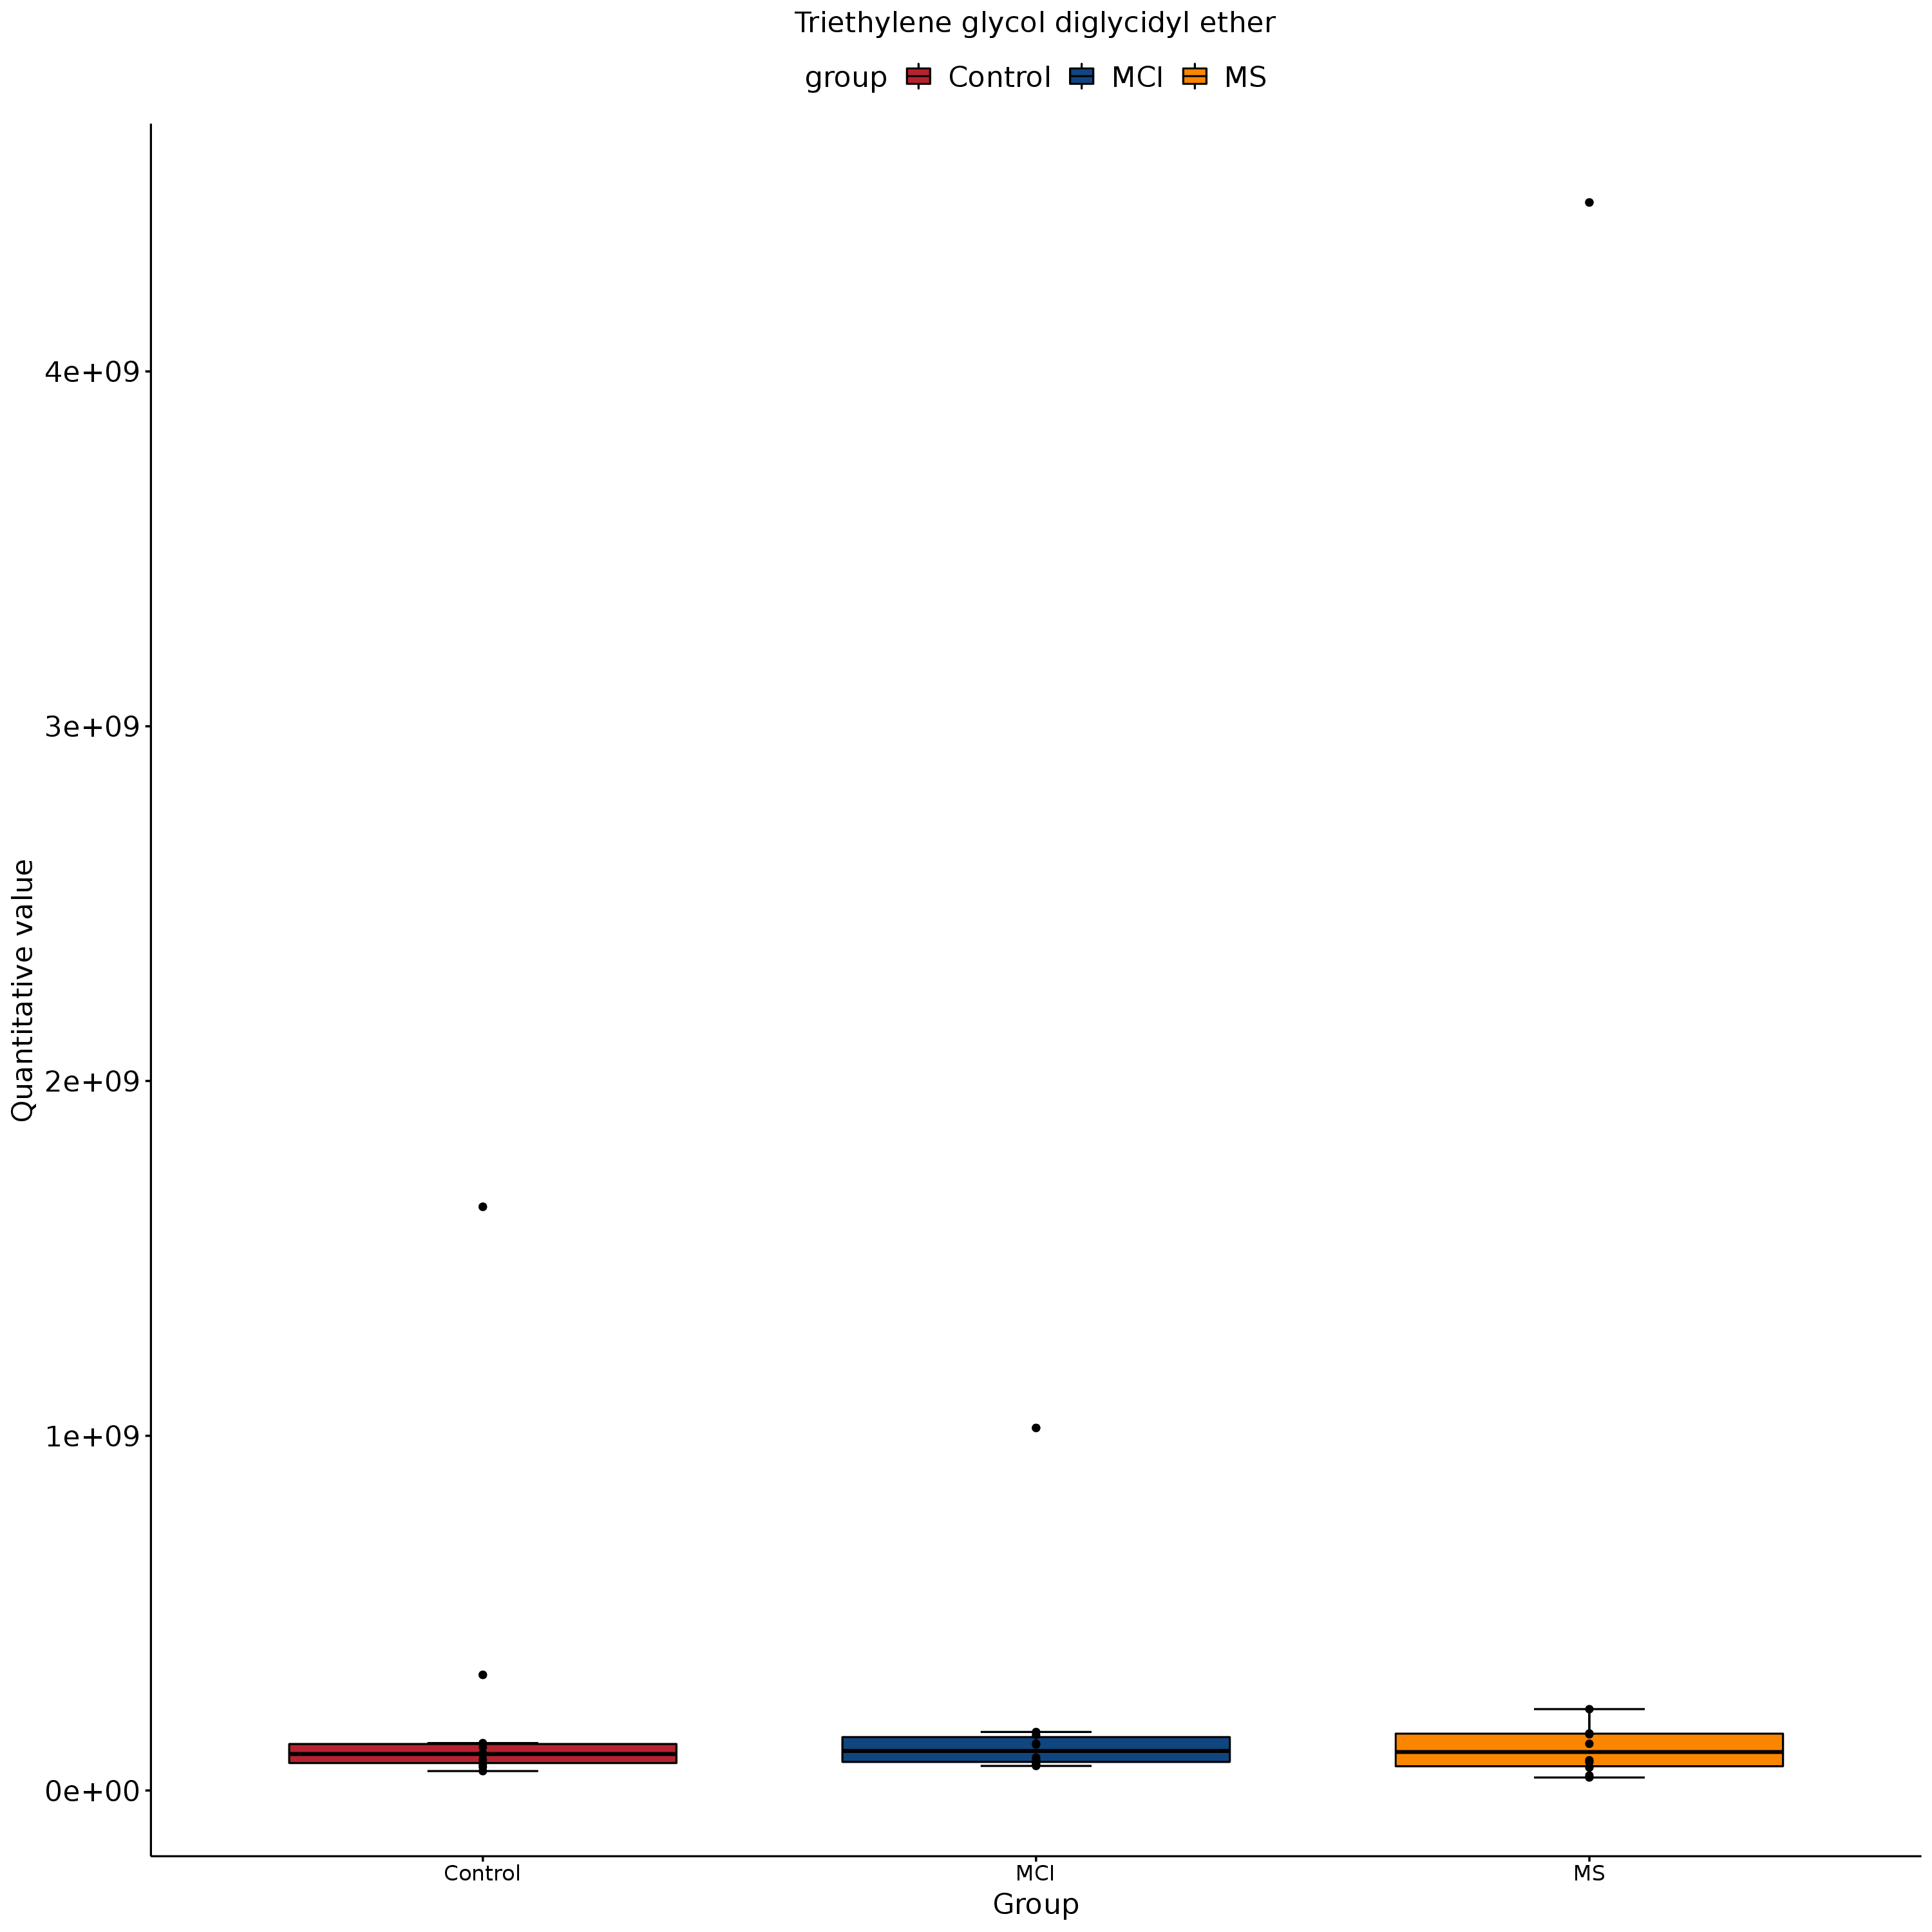 Triethylene glycol diglycidyl ether
group Control MCI MS
Quantitative value
4e+09
3e+09
2e+09
1e+09
0e+00
Control MCI MS
Group